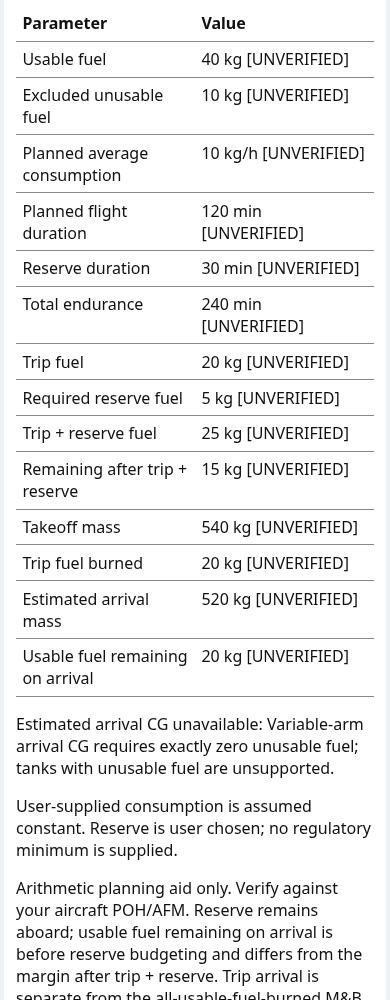 Parameter Value
Usable fuel 40 kg [UNVERIFIED]
Excluded unusable 10 kg [UNVERIFIED]
fuel
Planned average 10 kg/h [UNVERIFIED]
consumption
Planned flight 120 min
duration [UNVERIFIED]
Reserve duration 30 min [UNVERIFIED]
Total endurance 240 min
[UNVERIFIED]
Trip fuel 20 kg [UNVERIFIED]
Required reserve fuel 5 kg [UNVERIFIED]
Trip + reserve fuel 25 kg [UNVERIFIED]
Remaining after trip + 15 kg [UNVERIFIED]
reserve
Takeoff mass 540 kg [UNVERIFIED]
Trip fuel burned 20 kg [UNVERIFIED]
Estimated arrival 520 kg [UNVERIFIED]
mass
Usable fuel remaining 20 kg [UNVERIFIED]
on arrival
Estimated arrival CG unavailable: Variable-arm
arrival CG requires exactly zero unusable fuel;
tanks with unusable fuel are unsupported.
User-supplied consumption is assumed
constant. Reserve is user chosen; no regulatory
minimum is supplied.
Arithmetic planning aid only. Verify against
your aircraft POH/AFM. Reserve remains
aboard; usable fuel remaining on arrival is
before reserve budgeting and differs from the
margin after trip + reserve. Trip arrival is
separate from the all-usable-fuel-burned M&B